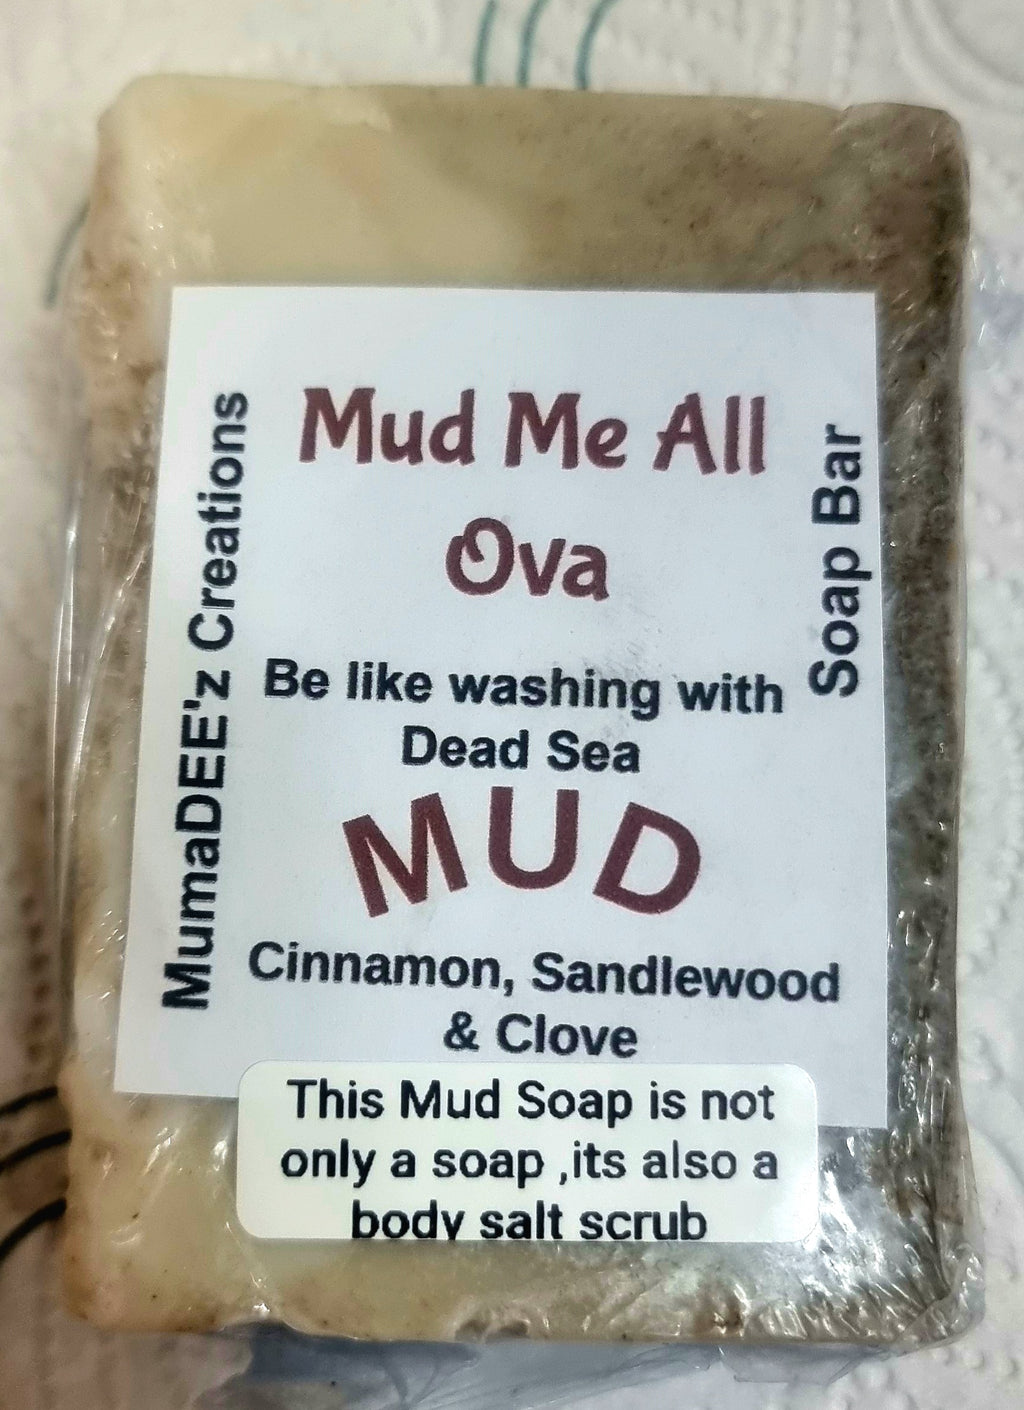 MumaDEE'z Creations
Mud Me All
Ova
Soap Bar
Be like washing with
Dead Sea
MUD
Cinnamon, Sandlewood
& Clove
This Mud Soap is not
only a soap ,its also a
body salt scrub